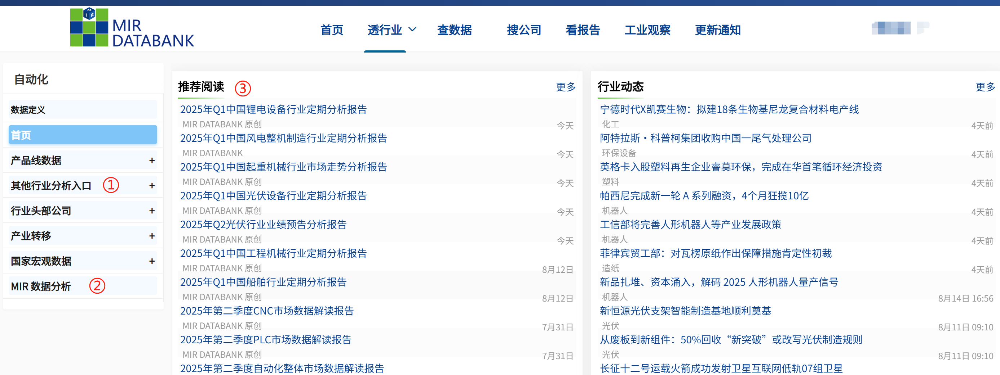 M I R
MIR
DATABANK
首页 透行业 查数据 搜公司 看报告 工业观察 更新通知
自动化
数据定义
首页
产品线数据 +
其他行业分析入口 ① +
行业头部公司 +
产业转移 +
国家宏观数据 +
MIR 数据分析 ②
推荐阅读 ③ 更多
2025年Q1中国锂电设备行业定期分析报告
MIR DATABANK 原创 今天
2025年Q1中国风电整机制造行业定期分析报告
MIR DATABANK 今天
2025年Q1中国起重机械行业市场走势分析报告
MIR DATABANK 原创 今天
2025年Q1中国光伏设备行业定期分析报告
MIR DATABANK 原创 今天
2025年Q2光伏行业业绩预告分析报告
MIR DATABANK 原创 今天
2025年Q1中国工程机械行业定期分析报告
MIR DATABANK 原创 8月12日
2025年Q1中国船舶行业定期分析报告
MIR DATABANK 原创 8月12日
2025年第二季度CNC市场数据解读报告
MIR DATABANK 原创 7月31日
2025年第二季度PLC市场数据解读报告
MIR DATABANK 原创 7月31日
2025年第二季度自动化整体市场数据解读报告
行业动态 更多
宁德时代X凯赛生物：拟建18条生物基尼龙复合材料电产线
化工 4天前
阿特拉斯・科普柯集团收购中国一尾气处理公司
环保设备 4天前
英格卡入股塑料再生企业睿莫环保，完成在华首笔循环经济投资
塑料 4天前
帕西尼完成新一轮 A 系列融资，4个月狂揽10亿
机器人 4天前
工信部将完善人形机器人等产业发展政策
机器人 4天前
菲律宾贸工部：对瓦楞原纸作出保障措施肯定性初裁
造纸 4天前
新品扎堆、资本涌入，解码 2025 人形机器人量产信号
机器人 8月14日 16:56
新恒源光伏支架智能制造基地顺利奠基
光伏 8月11日 09:10
从废板到新组件：50%回收“新突破”或改写光伏制造规则
光伏 8月11日 09:10
长征十二号运载火箭成功发射卫星互联网低轨07组卫星